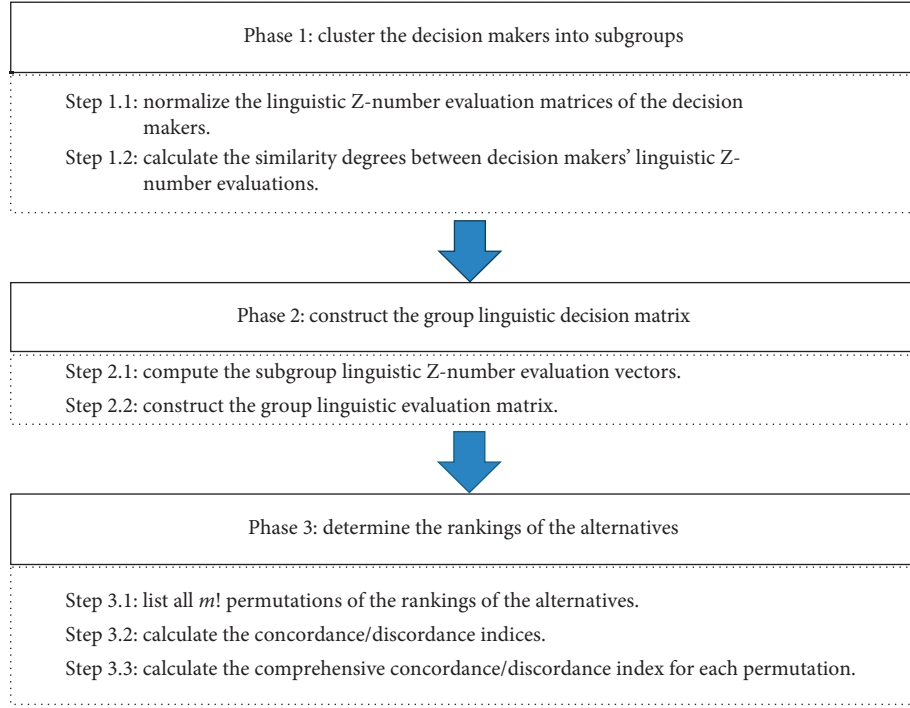 Phase 1: cluster the decision makers into subgroups
Step 1.1: normalize the linguistic Z-number evaluation matrices of the decision
makers.
Step 1.2: calculate the similarity degrees between decision makers’ linguistic Z-
number evaluations.
Phase 2: construct the group linguistic decision matrix
Step 2.1: compute the subgroup linguistic Z-number evaluation vectors.
Step 2.2: construct the group linguistic evaluation matrix.
Phase 3: determine the rankings of the alternatives
Step 3.1: list all m! permutations of the rankings of the alternatives.
Step 3.2: calculate the concordance/discordance indices.
Step 3.3: calculate the comprehensive concordance/discordance index for each permutation.